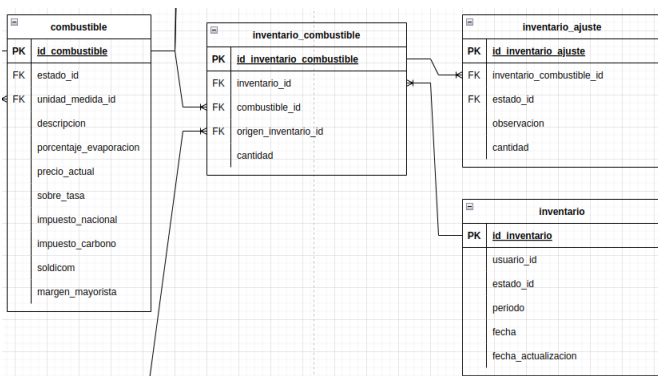 combustible
PK id_combustible
FK estado_id
FK unidad_medida_id
descripcion
porcentaje_evaporacion
precio_actual
sobre_tasa
impuesto_nacional
impuesto_carbono
soldicom
margen_mayorista
inventario_combustible
PK id_inventario_combustible
FK inventario_id
FK combustible_id
FK origen_inventario_id
cantidad
inventario_ajuste
PK id_inventario_ajuste
FK inventario_combustible_id
FK estado_id
observacion
cantidad
inventario
PK id_inventario
usuario_id
estado_id
periodo
fecha
fecha_actualizacion